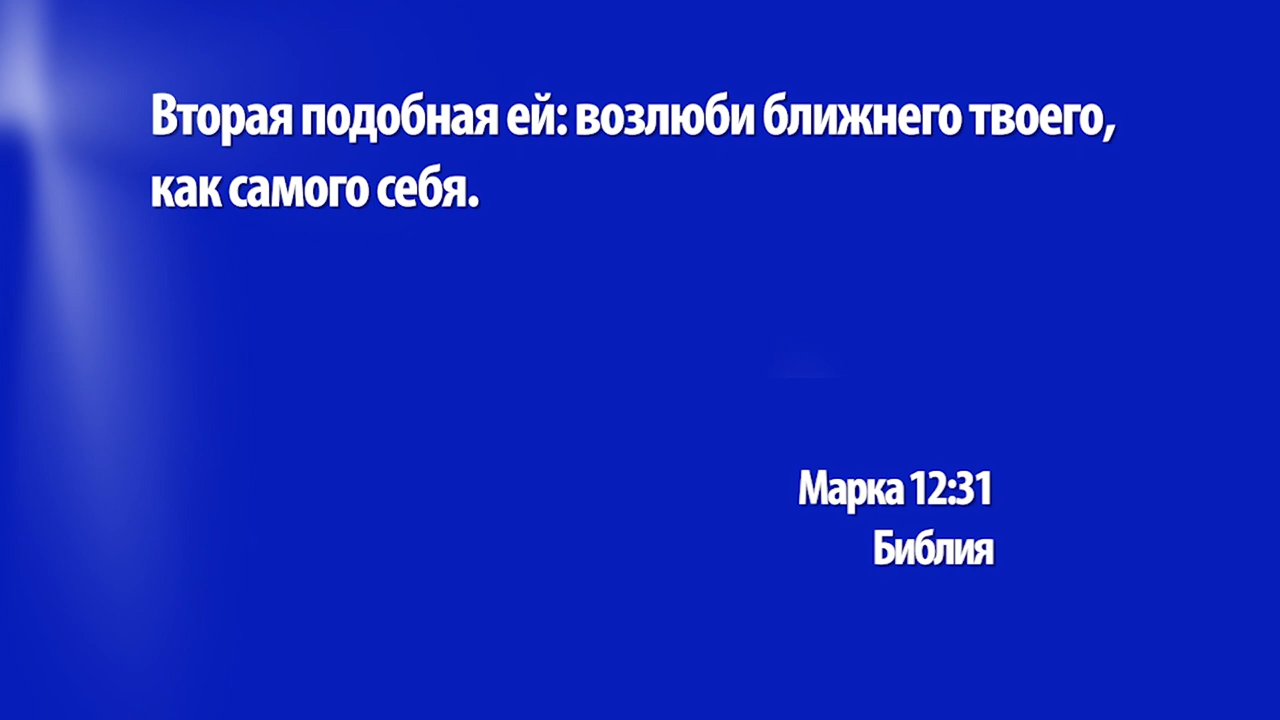 Вторая подобная ей: возлюби ближнего твоего,
как самого себя.
Марка 12:31
Библия